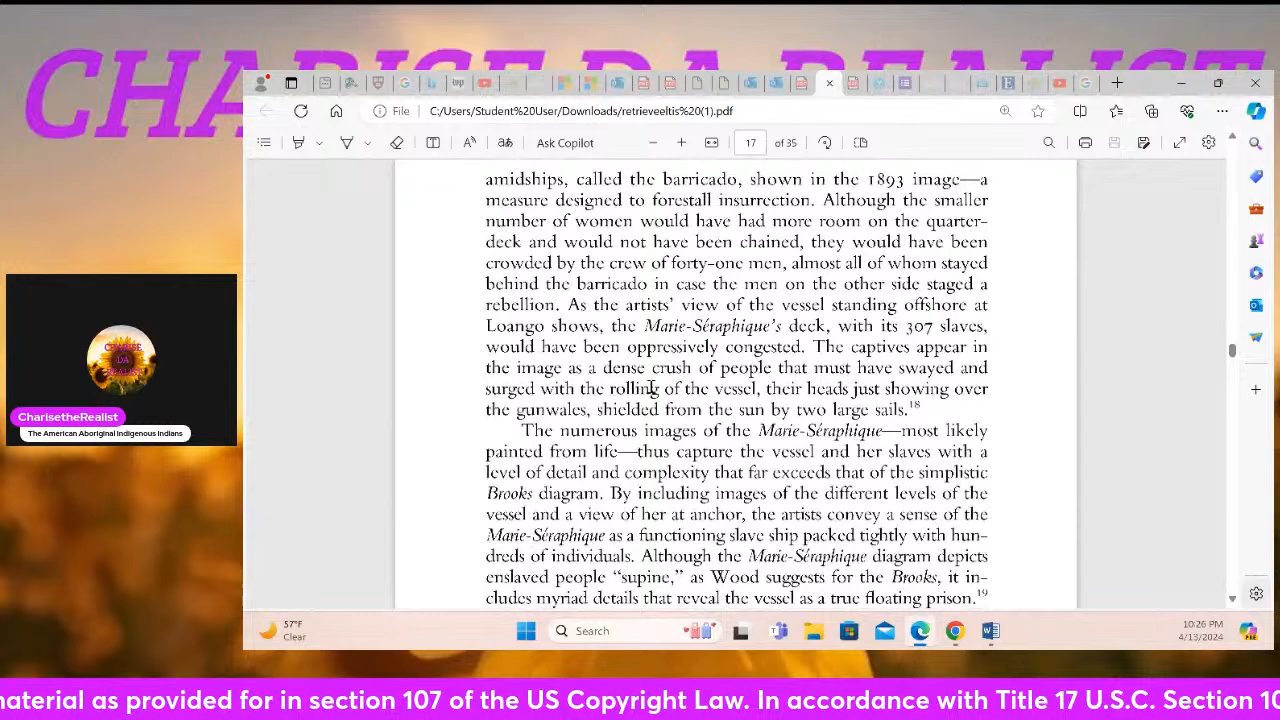 CHARISE DA REALIST
File
C:/Users/Student%20User/Downloads/retrieveeltis%20(1).pdf
Ask Copilot
17
of 35
amidships, called the barricado, shown in the 1893 image—a
measure designed to forestall insurrection. Although the smaller
number of women would have had more room on the quarter-
deck and would not have been chained, they would have been
crowded by the crew of forty-one men, almost all of whom stayed
behind the barricado in case the men on the other side staged a
rebellion. As the artists’ view of the vessel standing offshore at
Loango shows, the Marie-Séraphique’s deck, with its 307 slaves,
would have been oppressively congested. The captives appear in
the image as a dense crush of people that must have swayed and
surged with the rolling of the vessel, their heads just showing over
the gunwales, shielded from the sun by two large sails.18
The numerous images of the Marie-Séraphique—most likely
painted from life—thus capture the vessel and her slaves with a
level of detail and complexity that far exceeds that of the simplistic
Brooks diagram. By including images of the different levels of the
vessel and a view of her at anchor, the artists convey a sense of the
Marie-Séraphique as a functioning slave ship packed tightly with hun-
dreds of individuals. Although the Marie-Séraphique diagram depicts
enslaved people “supine,” as Wood suggests for the Brooks, it in-
cludes myriad details that reveal the vessel as a true floating prison.19
CHARISE
DA
REALIST
CharisetheRealist
The American Aboriginal Indigenous Indians
57°F
Clear
Search
10:26 PM
4/13/2024
material as provided for in section 107 of the US Copyright Law. In accordance with Title 17 U.S.C. Section 10